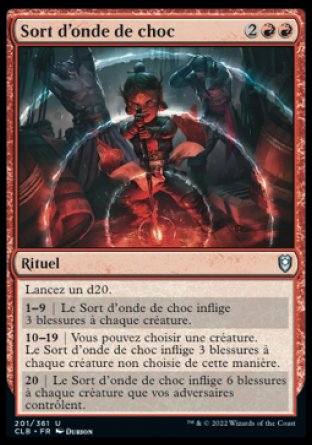 Sort d'onde de choc 2
Rituel
Lancez un d20.
1–9 | Le Sort d'onde de choc inflige
3 blessures à chaque créature.
10–19 | Vous pouvez choisir une créature.
Le Sort d'onde de choc inflige 3 blessures à
chaque créature non choisie de cette manière.
20 | Le Sort d'onde de choc inflige 6 blessures
à chaque créature que vos adversaires
contrôlent.
201/361 U
CLB • FR Durion
™ & © 2022 Wizards of the Coast